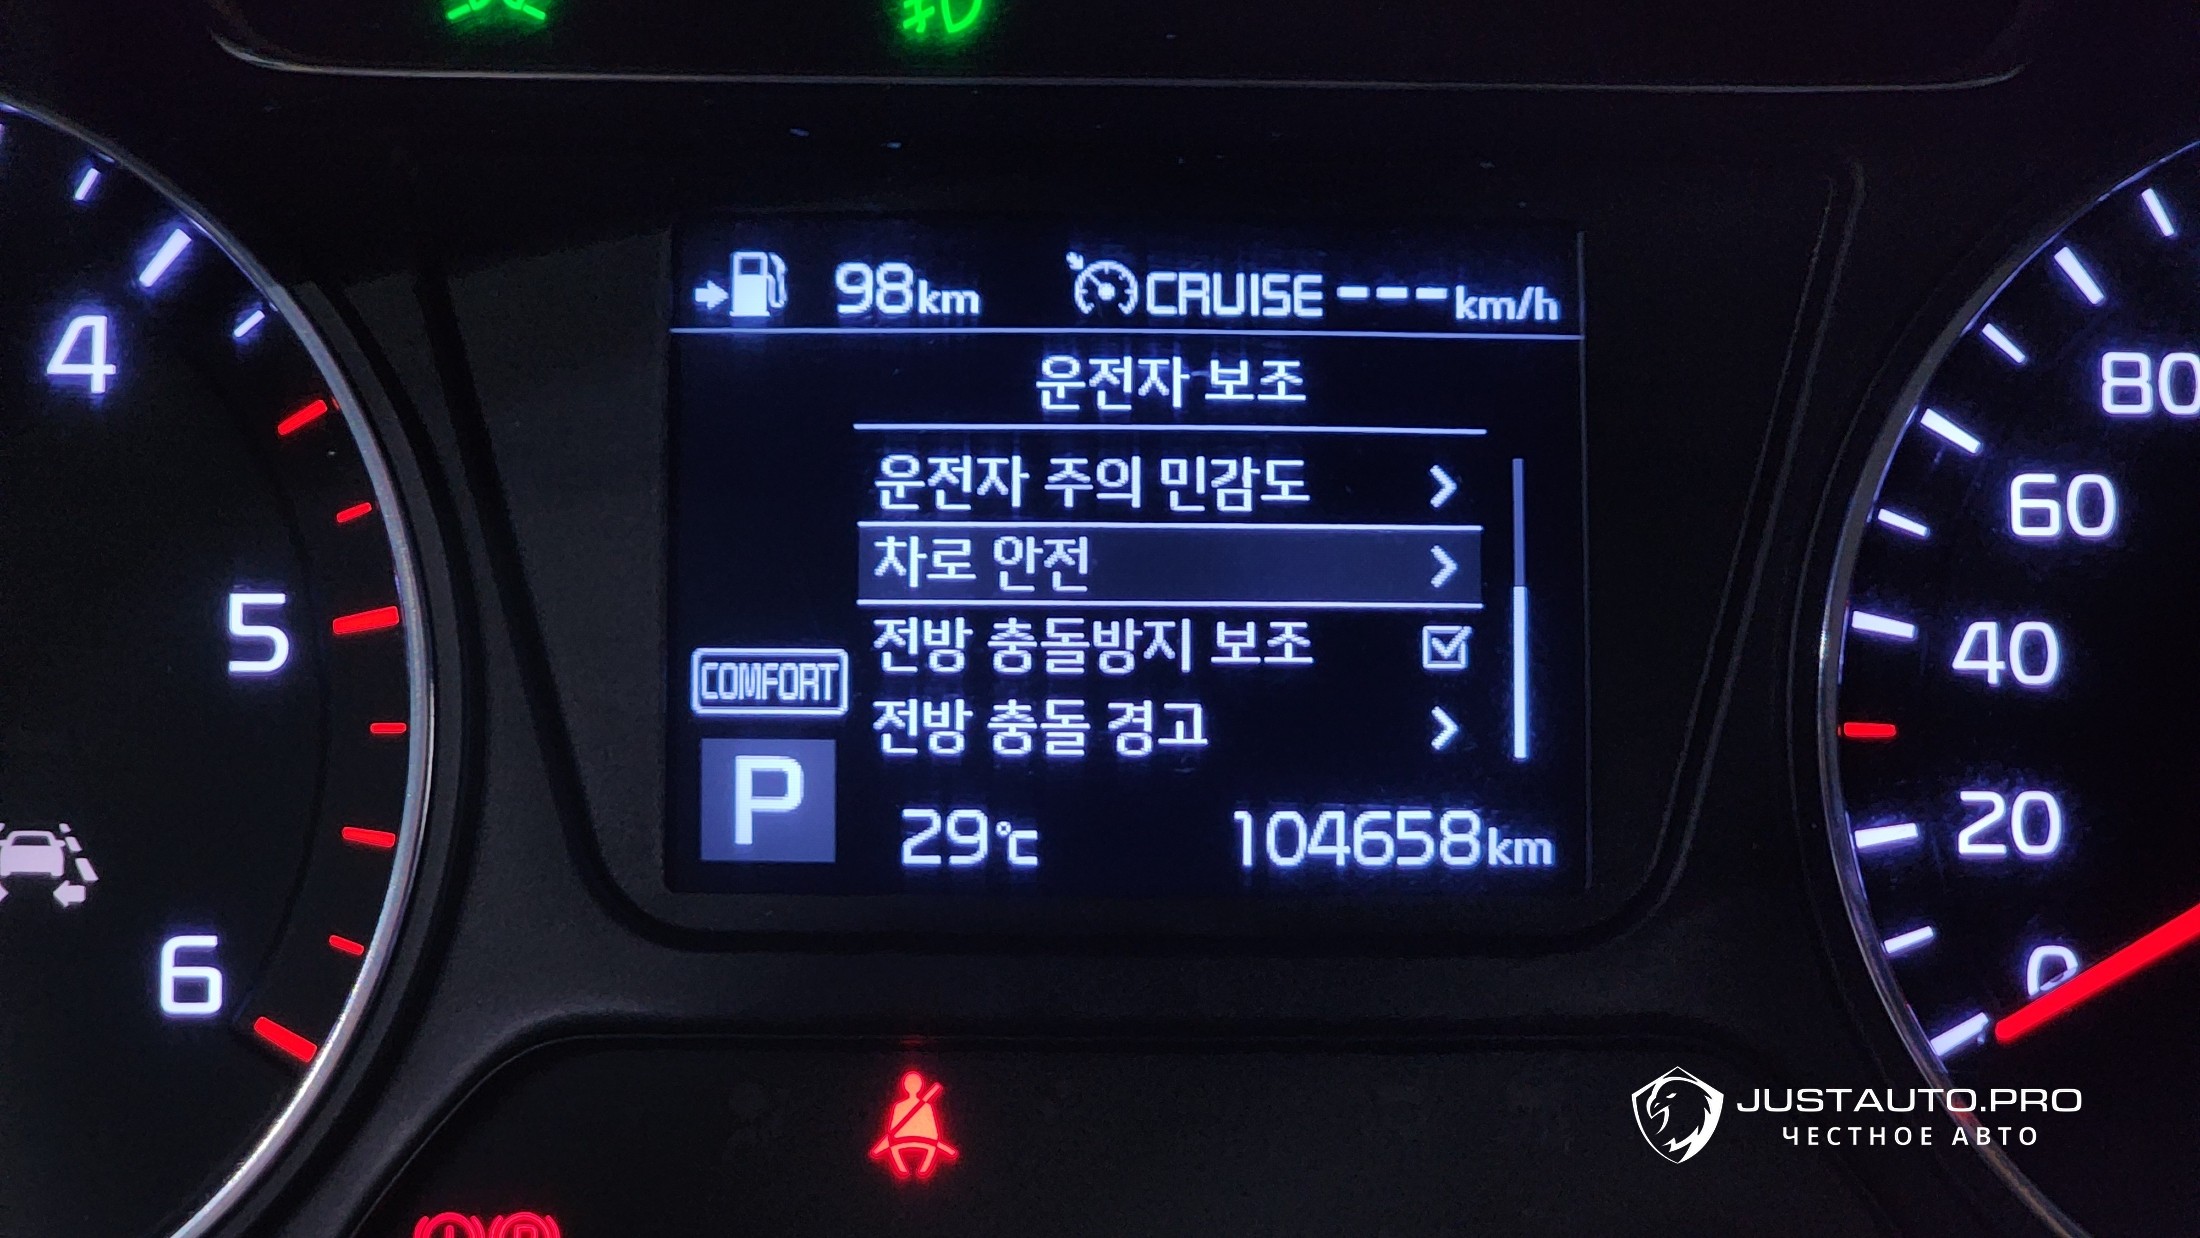 98km CRUISE ---km/h
운전자 보조
운전자 주의 민감도
차로 안전
전방 충돌방지 보조
COMFORT
전방 충돌 경고
P
29℃ 104658km
4
5
6
80
60
40
20
0
JUSTAUTO.PRO
ЧЕСТНОЕ АВТО